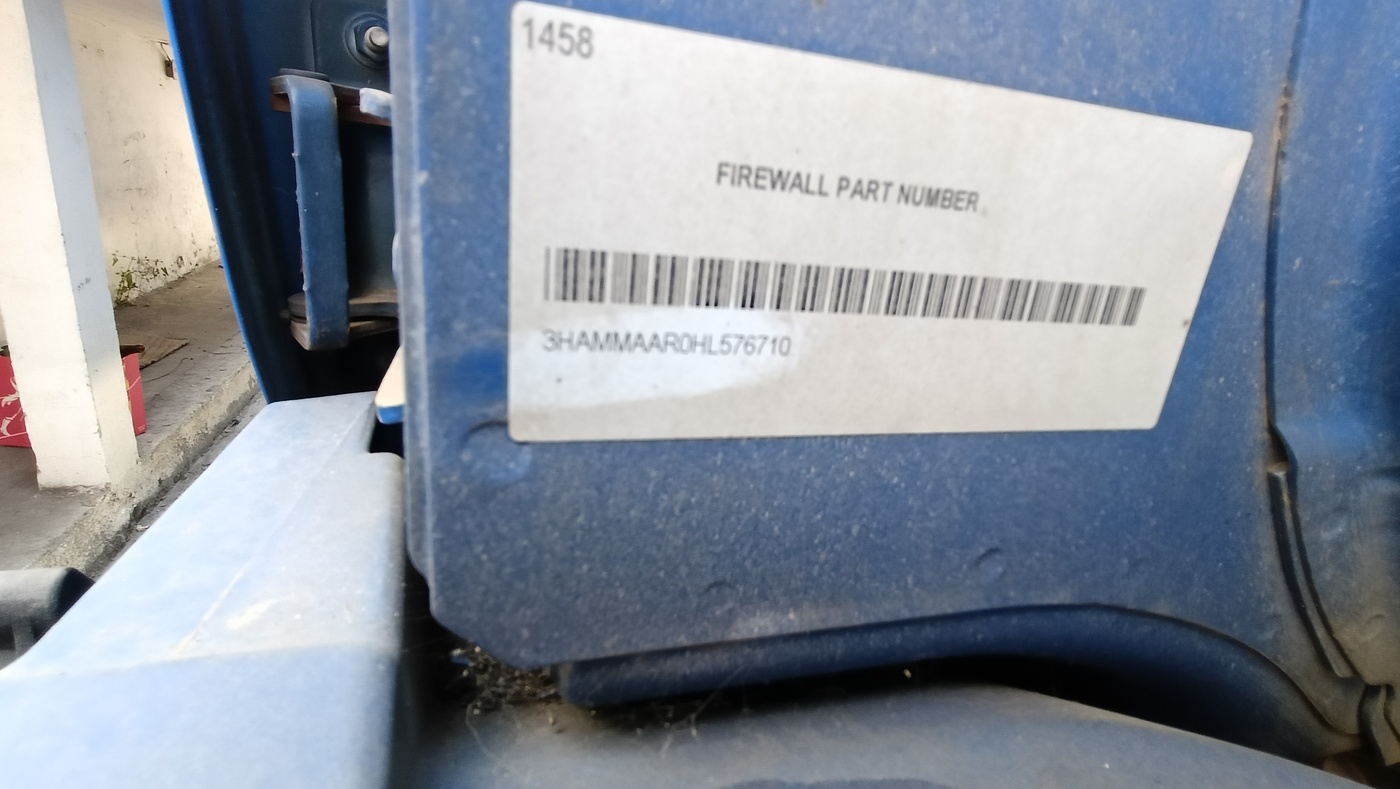 1458
FIREWALL PART NUMBER
3HAMMAAR0HL576710